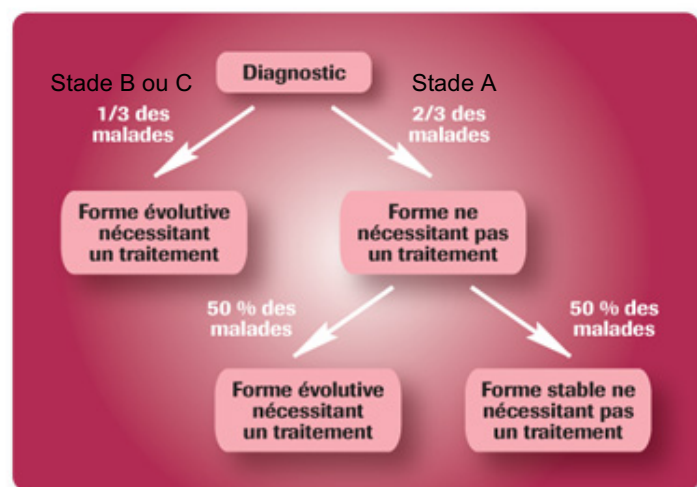 Stade B ou C
Diagnostic
Stade A
1/3 des
malades
2/3 des
malades
Forme évolutive
nécessitant
un traitement
Forme ne
nécessitant pas
un traitement
50 % des
malades
50 % des
malades
Forme évolutive
nécessitant
un traitement
Forme stable ne
nécessitant pas
un traitement